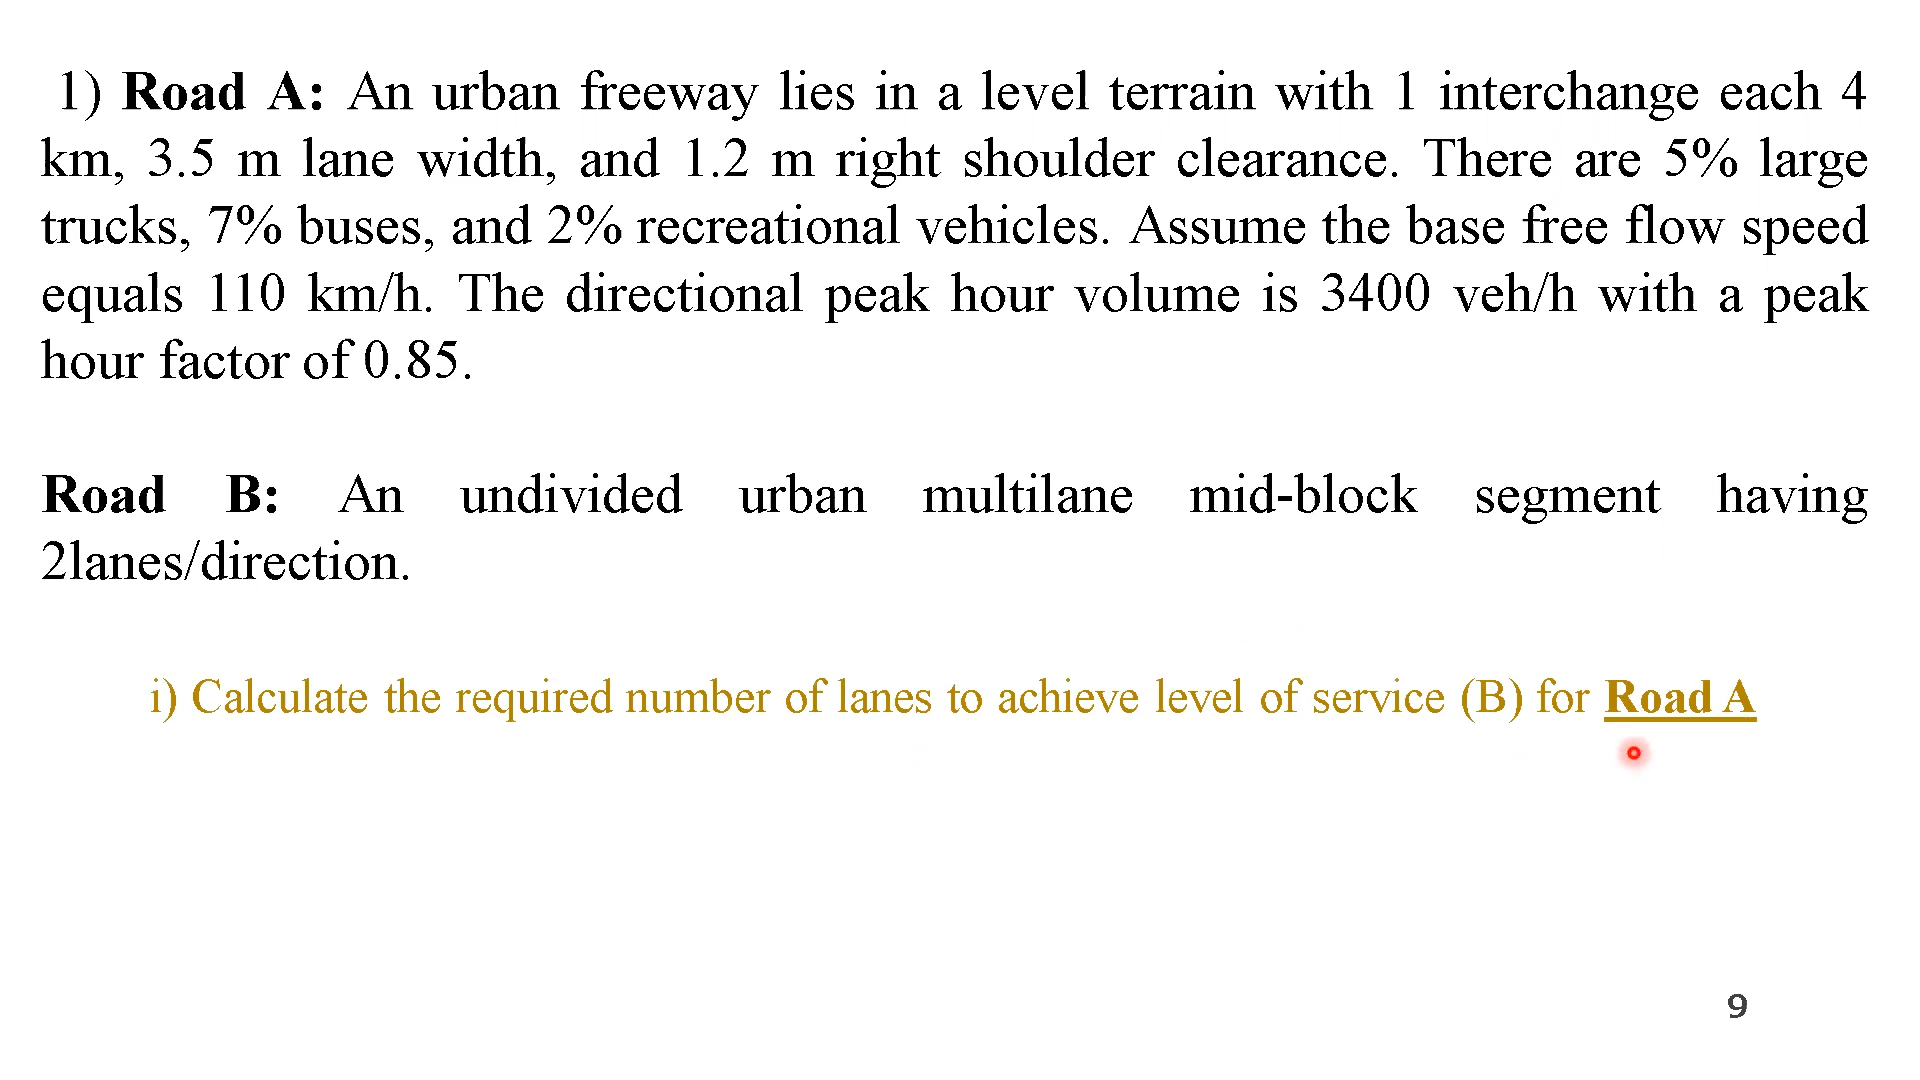 1) Road A: An urban freeway lies in a level terrain with 1 interchange each 4
km, 3.5 m lane width, and 1.2 m right shoulder clearance. There are 5% large
trucks, 7% buses, and 2% recreational vehicles. Assume the base free flow speed
equals 110 km/h. The directional peak hour volume is 3400 veh/h with a peak
hour factor of 0.85.
Road B: An undivided urban multilane mid-block segment having
2lanes/direction.
i) Calculate the required number of lanes to achieve level of service (B) for Road A
9